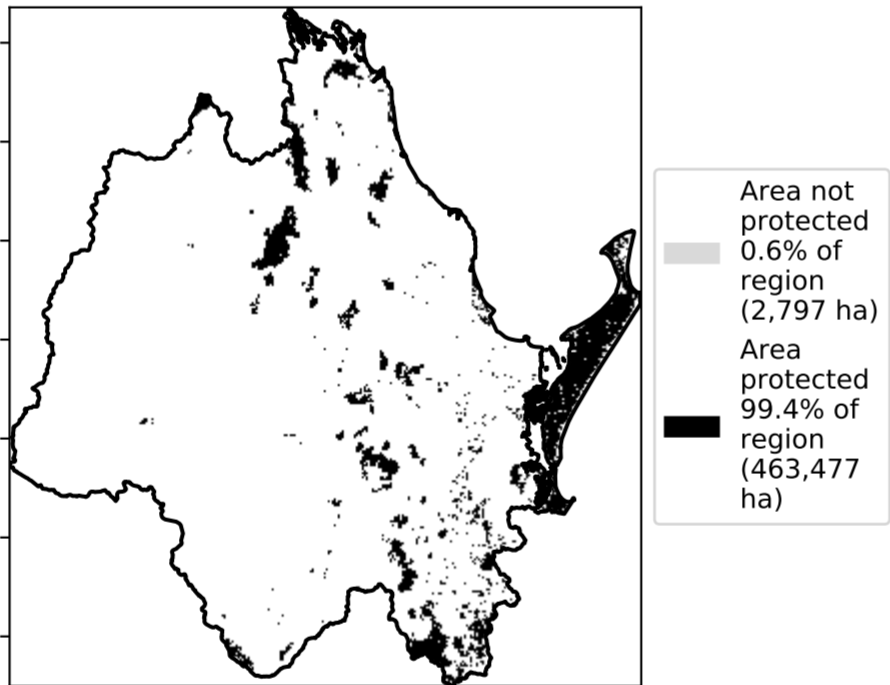 Area not
protected
0.6% of
region
(2,797 ha)
Area
protected
99.4% of
region
(463,477
ha)